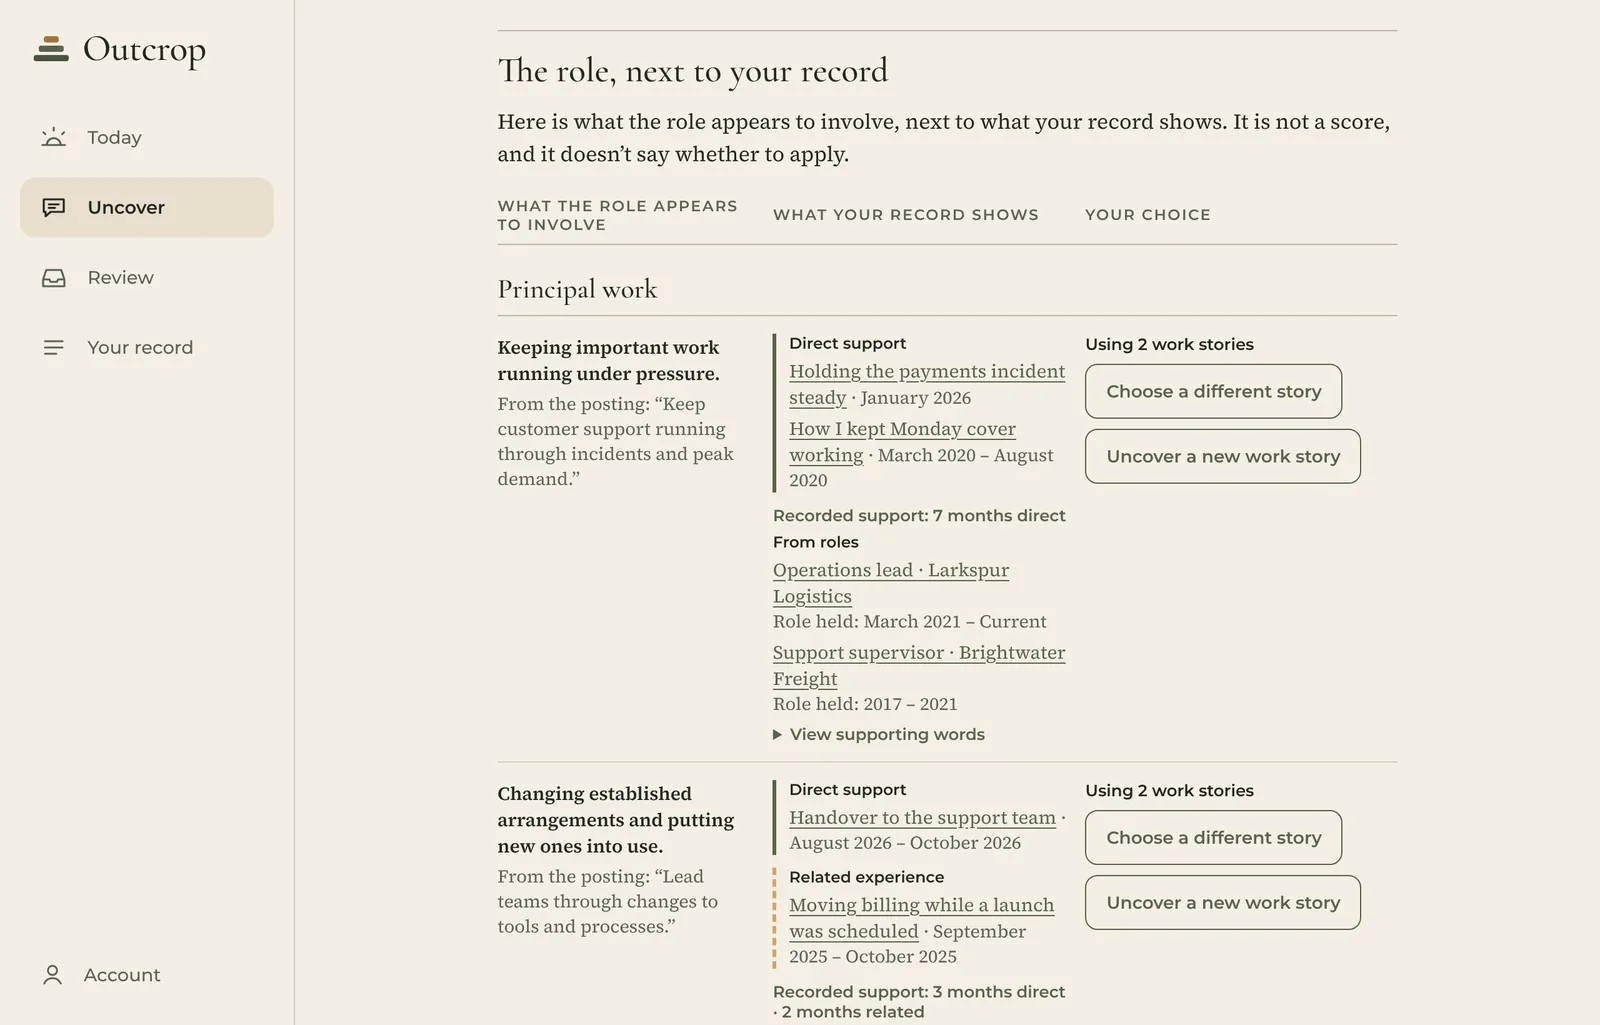 Outcrop
Today
Uncover
Review
Your record
Account
The role, next to your record
Here is what the role appears to involve, next to what your record shows. It is not a score,
and it doesn’t say whether to apply.
WHAT THE ROLE APPEARS
TO INVOLVE
WHAT YOUR RECORD SHOWS
YOUR CHOICE
Principal work
Keeping important work
running under pressure.
From the posting: “Keep
customer support running
through incidents and peak
demand.”
Direct support
Holding the payments incident
steady · January 2026
How I kept Monday cover
working · March 2020 – August
2020
Recorded support: 7 months direct
From roles
Operations lead · Larkspur
Logistics
Role held: March 2021 – Current
Support supervisor · Brightwater
Freight
Role held: 2017 – 2021
▶ View supporting words
Using 2 work stories
Choose a different story
Uncover a new work story
Changing established
arrangements and putting
new ones into use.
From the posting: “Lead
teams through changes to
tools and processes.”
Direct support
Handover to the support team ·
August 2026 – October 2026
Related experience
Moving billing while a launch
was scheduled · September
2025 – October 2025
Recorded support: 3 months direct
· 2 months related
Using 2 work stories
Choose a different story
Uncover a new work story